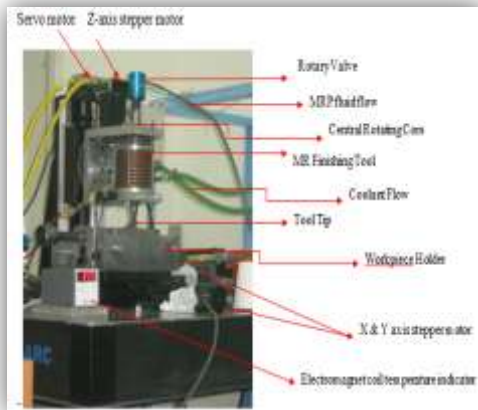 Servo motor Z-axis stepper motor
Rotary Valve
MRP fluid flow
Central Rotating Core
MR Finishing Tool
Coolant Flow
Tool Tip
Workpiece Holder
X & Y axis stepper motor
Electromagnet coil temperature indicator
ARC